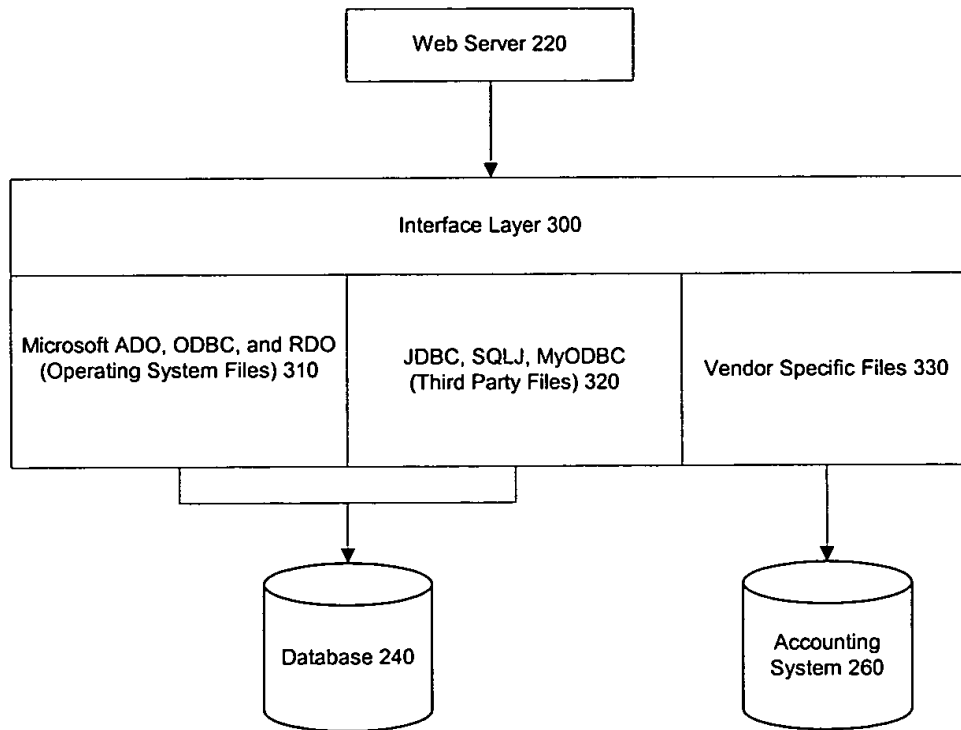 Web Server 220
Interface Layer 300
Microsoft ADO, ODBC, and RDO
(Operating System Files) 310
JDBC, SQLJ, MyODBC
(Third Party Files) 320
Vendor Specific Files 330
Database 240
Accounting
System 260